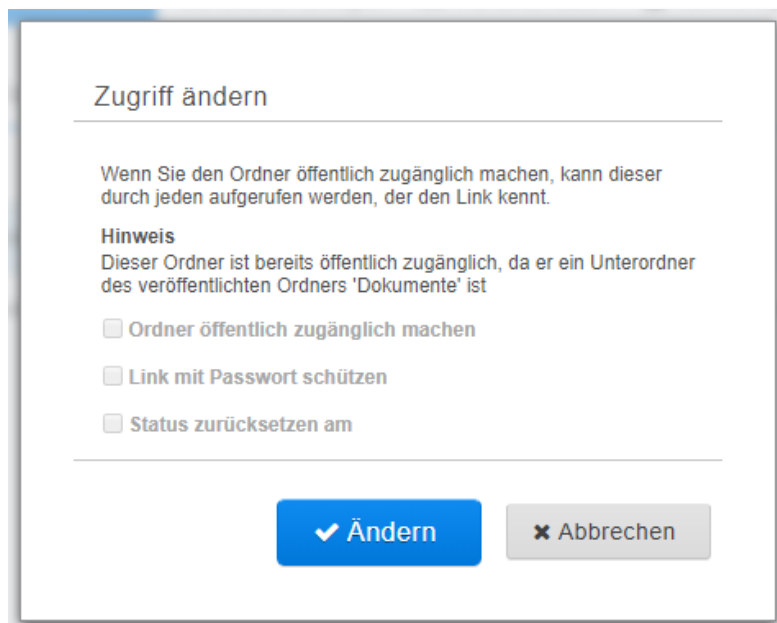 Zugriff ändern
Wenn Sie den Ordner öffentlich zugänglich machen, kann dieser
durch jeden aufgerufen werden, der den Link kennt.
Hinweis
Dieser Ordner ist bereits öffentlich zugänglich, da er ein Unterordner
des veröffentlichten Ordners 'Dokumente' ist
Ordner öffentlich zugänglich machen
Link mit Passwort schützen
Status zurücksetzen am
Ändern
Abbrechen